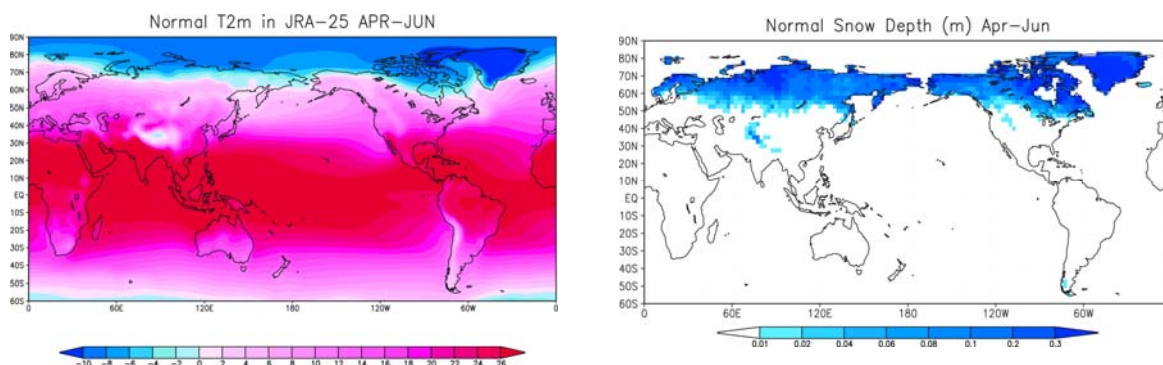 Normal T2m in JRA-25 APR-JUN
90N
80N
70N
60N
50N
40N
30N
20N
10N
EQ
10S
20S
30S
40S
50S
60S
0 60E 120E 180 120W 60W 0
-10 -8 -6 -4 -2 0 2 4 6 8 10 12 14 16 18 20 22 24 26
Normal Snow Depth (m) Apr-Jun
90N
80N
70N
60N
50N
40N
30N
20N
10N
EQ
10S
20S
30S
40S
50S
60S
0 60E 120E 180 120W 60W
0.01 0.02 0.04 0.06 0.08 0.1 0.2 0.3